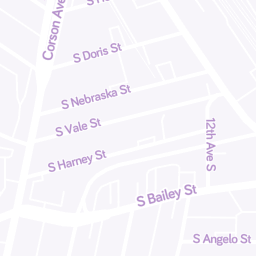 S H
Corson Ave
S Doris St
S Nebraska St
S Vale St
12th Ave S
S Harney St
S Bailey St
S Angelo St